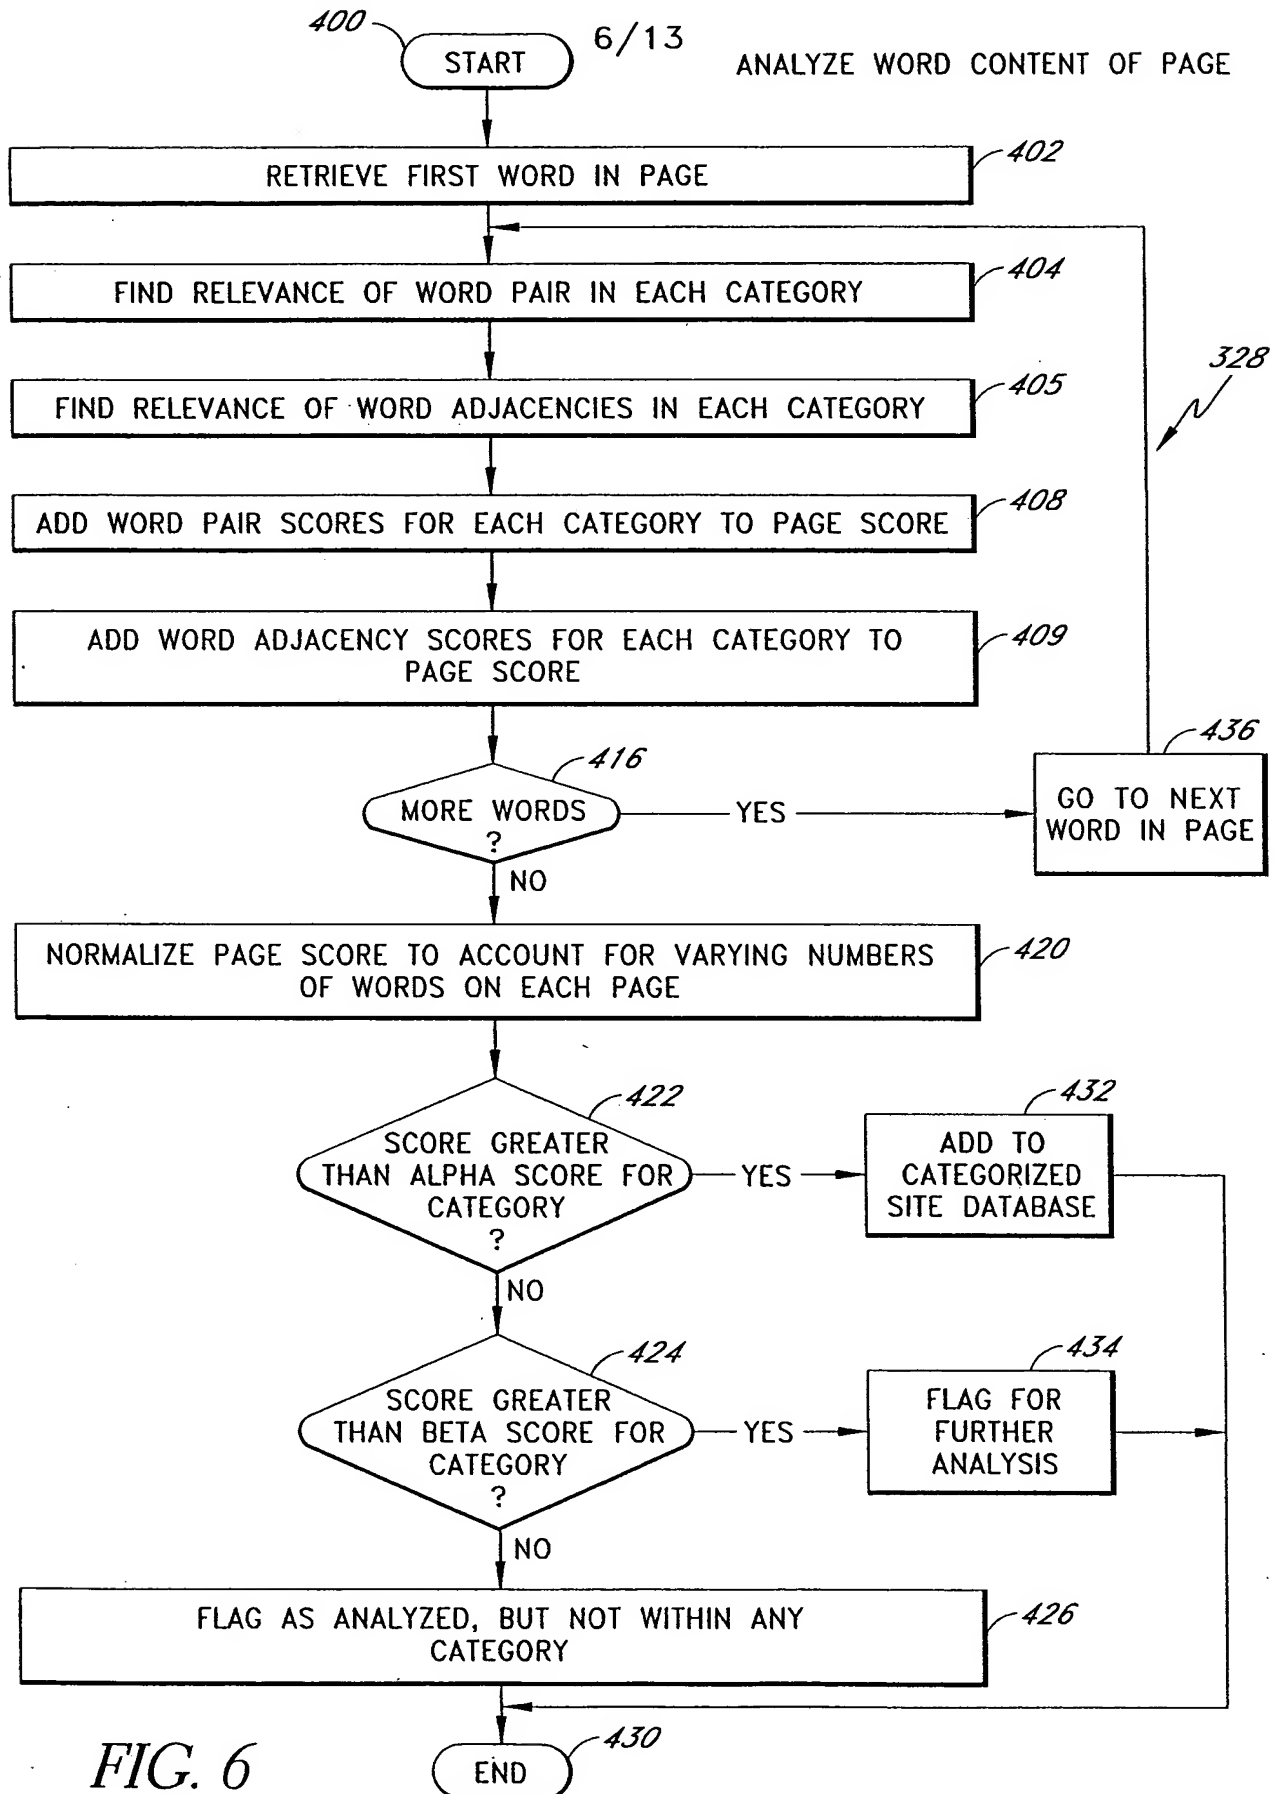 400
START
6/13
ANALYZE WORD CONTENT OF PAGE
RETRIEVE FIRST WORD IN PAGE
402
FIND RELEVANCE OF WORD PAIR IN EACH CATEGORY
404
328
FIND RELEVANCE OF WORD ADJACENCIES IN EACH CATEGORY
405
ADD WORD PAIR SCORES FOR EACH CATEGORY TO PAGE SCORE
408
ADD WORD ADJACENCY SCORES FOR EACH CATEGORY TO
PAGE SCORE
409
416
MORE WORDS
?
YES
436
GO TO NEXT
WORD IN PAGE
NO
NORMALIZE PAGE SCORE TO ACCOUNT FOR VARYING NUMBERS
OF WORDS ON EACH PAGE
420
422
SCORE GREATER
THAN ALPHA SCORE FOR
CATEGORY
?
YES
432
ADD TO
CATEGORIZED
SITE DATABASE
NO
424
SCORE GREATER
THAN BETA SCORE FOR
CATEGORY
?
YES
434
FLAG FOR
FURTHER
ANALYSIS
NO
FLAG AS ANALYZED, BUT NOT WITHIN ANY
CATEGORY
426
430
END
FIG. 6